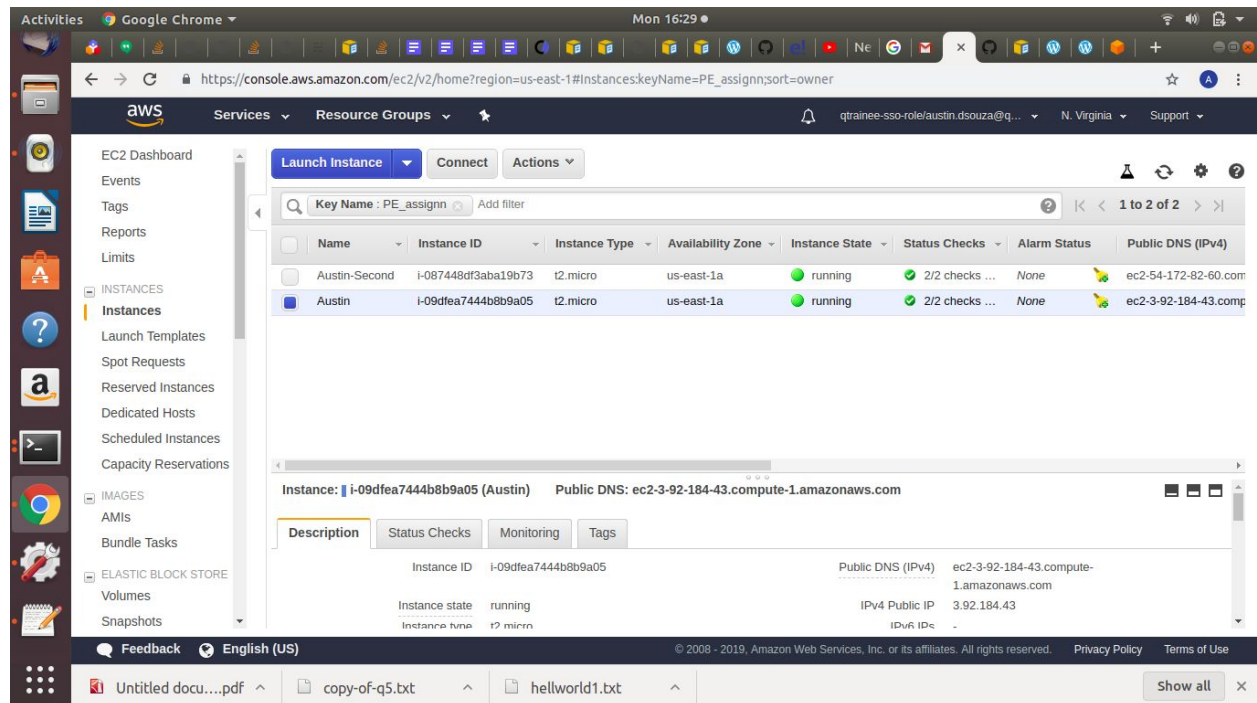 Activities Google Chrome Mon 16:29
Ne
https://console.aws.amazon.com/ec2/v2/home?region=us-east-1#Instances:keyName=PE_assignn;sort=owner A
aws Services Resource Groups qtrainee-sso-role/austin.dsouza@q... N. Virginia Support
EC2 Dashboard
Events
Tags
Reports
Limits
INSTANCES
Instances
Launch Templates
Spot Requests
Reserved Instances
Dedicated Hosts
Scheduled Instances
Capacity Reservations
IMAGES
AMIs
Bundle Tasks
ELASTIC BLOCK STORE
Volumes
Snapshots
Launch Instance Connect Actions
Key Name : PE_assignn Add filter 1 to 2 of 2
Name Instance ID Instance Type Availability Zone Instance State Status Checks Alarm Status Public DNS (IPv4)
Austin-Second i-087448df3aba19b73 t2.micro us-east-1a running 2/2 checks ... None ec2-54-172-82-60.com
Austin i-09dfea7444b8b9a05 t2.micro us-east-1a running 2/2 checks ... None ec2-3-92-184-43.comp
Instance: i-09dfea7444b8b9a05 (Austin) Public DNS: ec2-3-92-184-43.compute-1.amazonaws.com
Description Status Checks Monitoring Tags
Instance ID i-09dfea7444b8b9a05 Public DNS (IPv4) ec2-3-92-184-43.compute-
1.amazonaws.com
Instance state running IPv4 Public IP 3.92.184.43
Instance type t2.micro IPv6 IPs -
Feedback English (US) © 2008 - 2019, Amazon Web Services, Inc. or its affiliates. All rights reserved. Privacy Policy Terms of Use
Untitled docu....pdf copy-of-q5.txt hellworld1.txt Show all